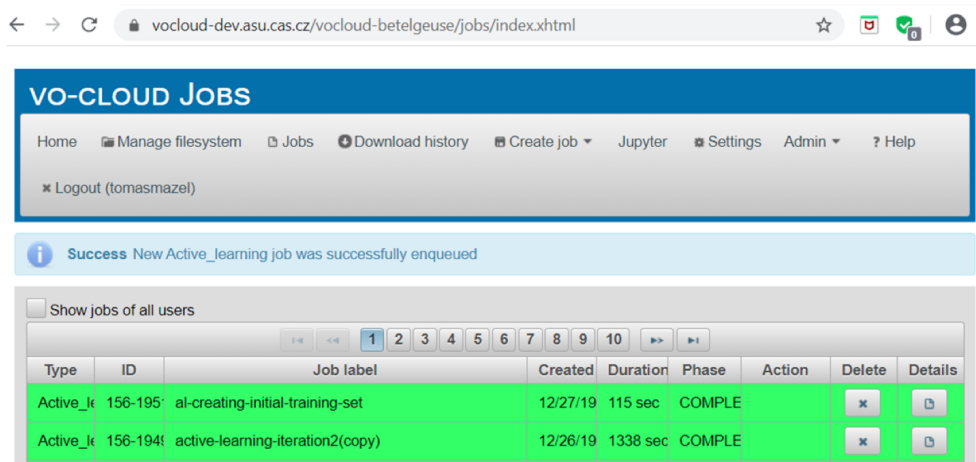 vocloud-dev.asu.cas.cz/vocloud-betelgeuse/jobs/index.xhtml
0
VO-CLOUD JOBS
Home Manage filesystem Jobs Download history Create job Jupyter Settings Admin ? Help
Logout (tomasmazel)
Success New Active_learning job was successfully enqueued
Show jobs of all users
1 2 3 4 5 6 7 8 9 10
Type ID Job label Created Duration Phase Action Delete Details
Active_le 156-195 al-creating-initial-training-set 12/27/19 115 sec COMPLE
Active_le 156-1949 active-learning-iteration2(copy) 12/26/19 1338 sec COMPLE